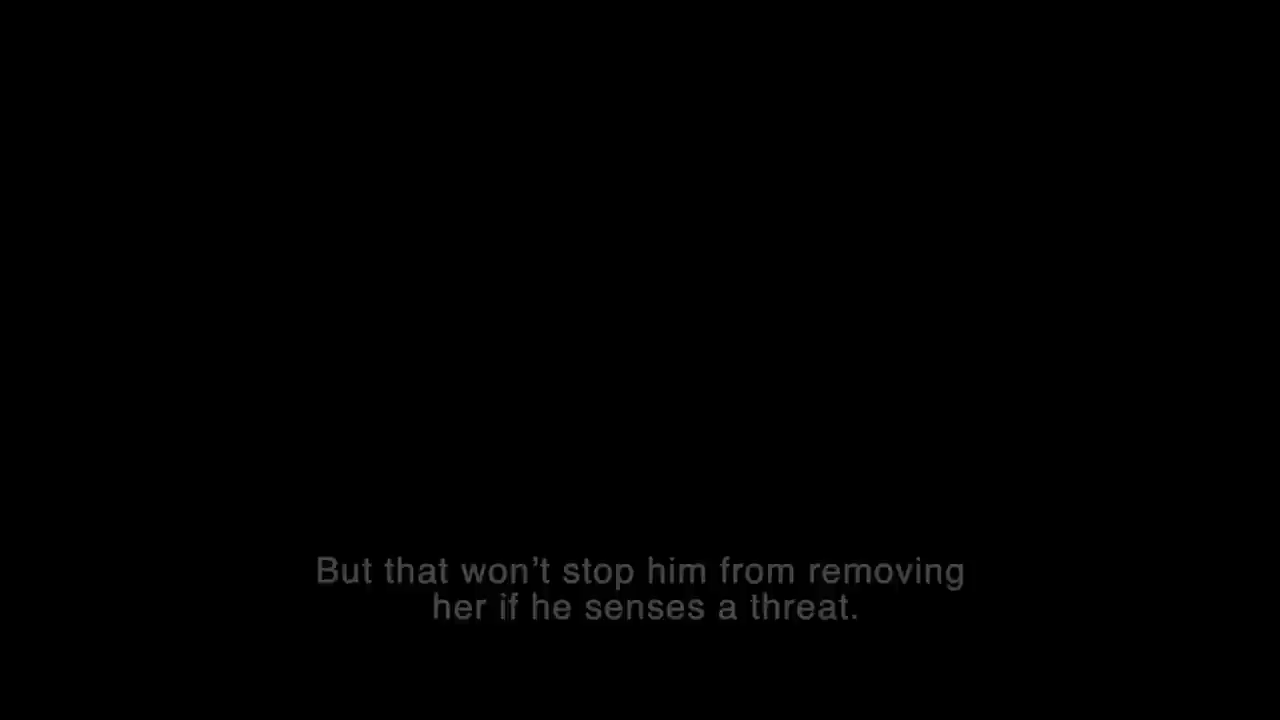 But that won’t stop him from removing
her if he senses a threat.